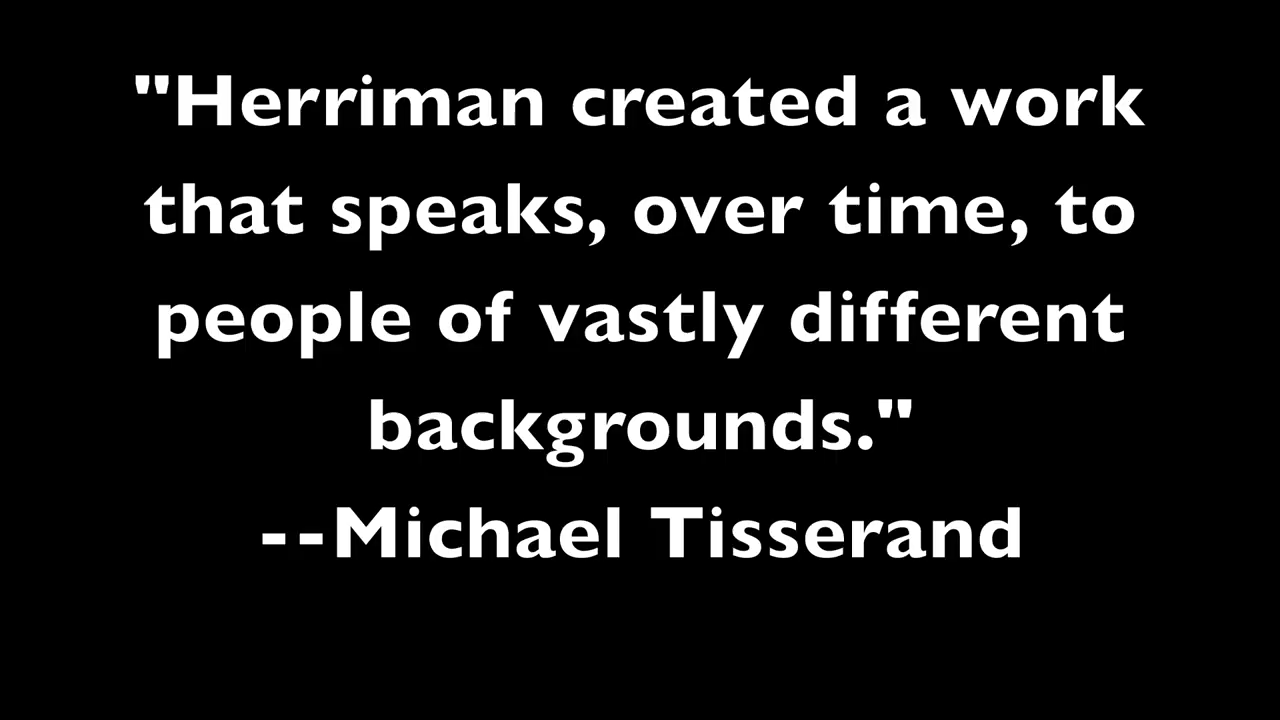 "Herriman created a work
that speaks, over time, to
people of vastly different
backgrounds."
--Michael Tisserand